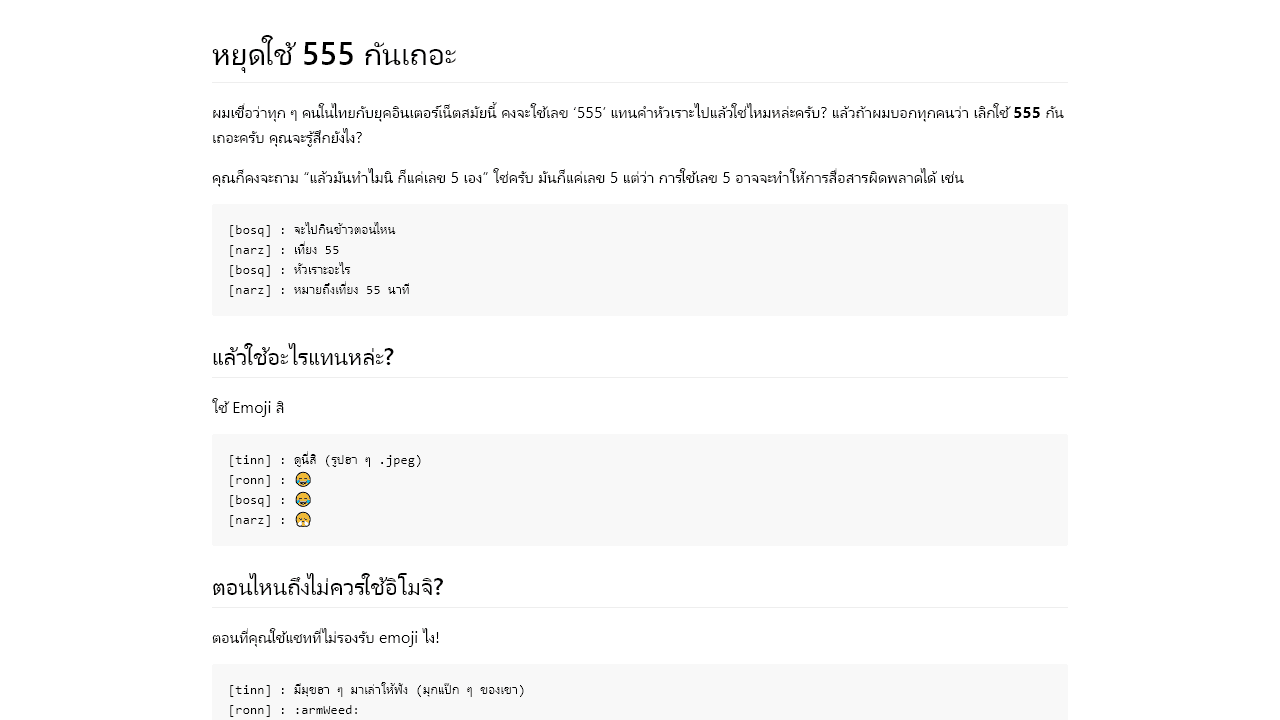 หยุดใช้ 555 กันเถอะ
ผมเชื่อว่าทุก ๆ คนในไทยกับยุคอินเตอร์เน็ตสมัยนี้ คงจะใช้เลข ‘555’ แทนคำหัวเราะไปแล้วใช่ไหมหล่ะครับ? แล้วถ้าผมบอกทุกคนว่า เลิกใช้ 555 กัน
เถอะครับ คุณจะรู้สึกยังไง?
คุณก็คงจะถาม “แล้วมันทำไมนิ ก็แค่เลข 5 เอง” ใช่ครับ มันก็แค่เลข 5 แต่ว่า การใช้เลข 5 อาจจะทำให้การสื่อสารผิดพลาดได้ เช่น
[bosq] : จะไปกินข้าวตอนไหน
[narz] : เที่ยง 55
[bosq] : หัวเราะอะไร
[narz] : หมายถึงเที่ยง 55 นาที
แล้วใช้อะไรแทนหล่ะ?
ใช้ Emoji สิ
[tinn] : ดูนี่สิ (รูปฮา ๆ .jpeg)
[ronn] : 😂
[bosq] : 😂
[narz] : 😤
ตอนไหนถึงไม่ควรใช้อิโมจิ?
ตอนที่คุณใช้แชทที่ไม่รองรับ emoji ไง!
[tinn] : มีมุขฮา ๆ มาเล่าให้ฟัง (มุกแป๊ก ๆ ของเขา)
[ronn] : :armWeed: